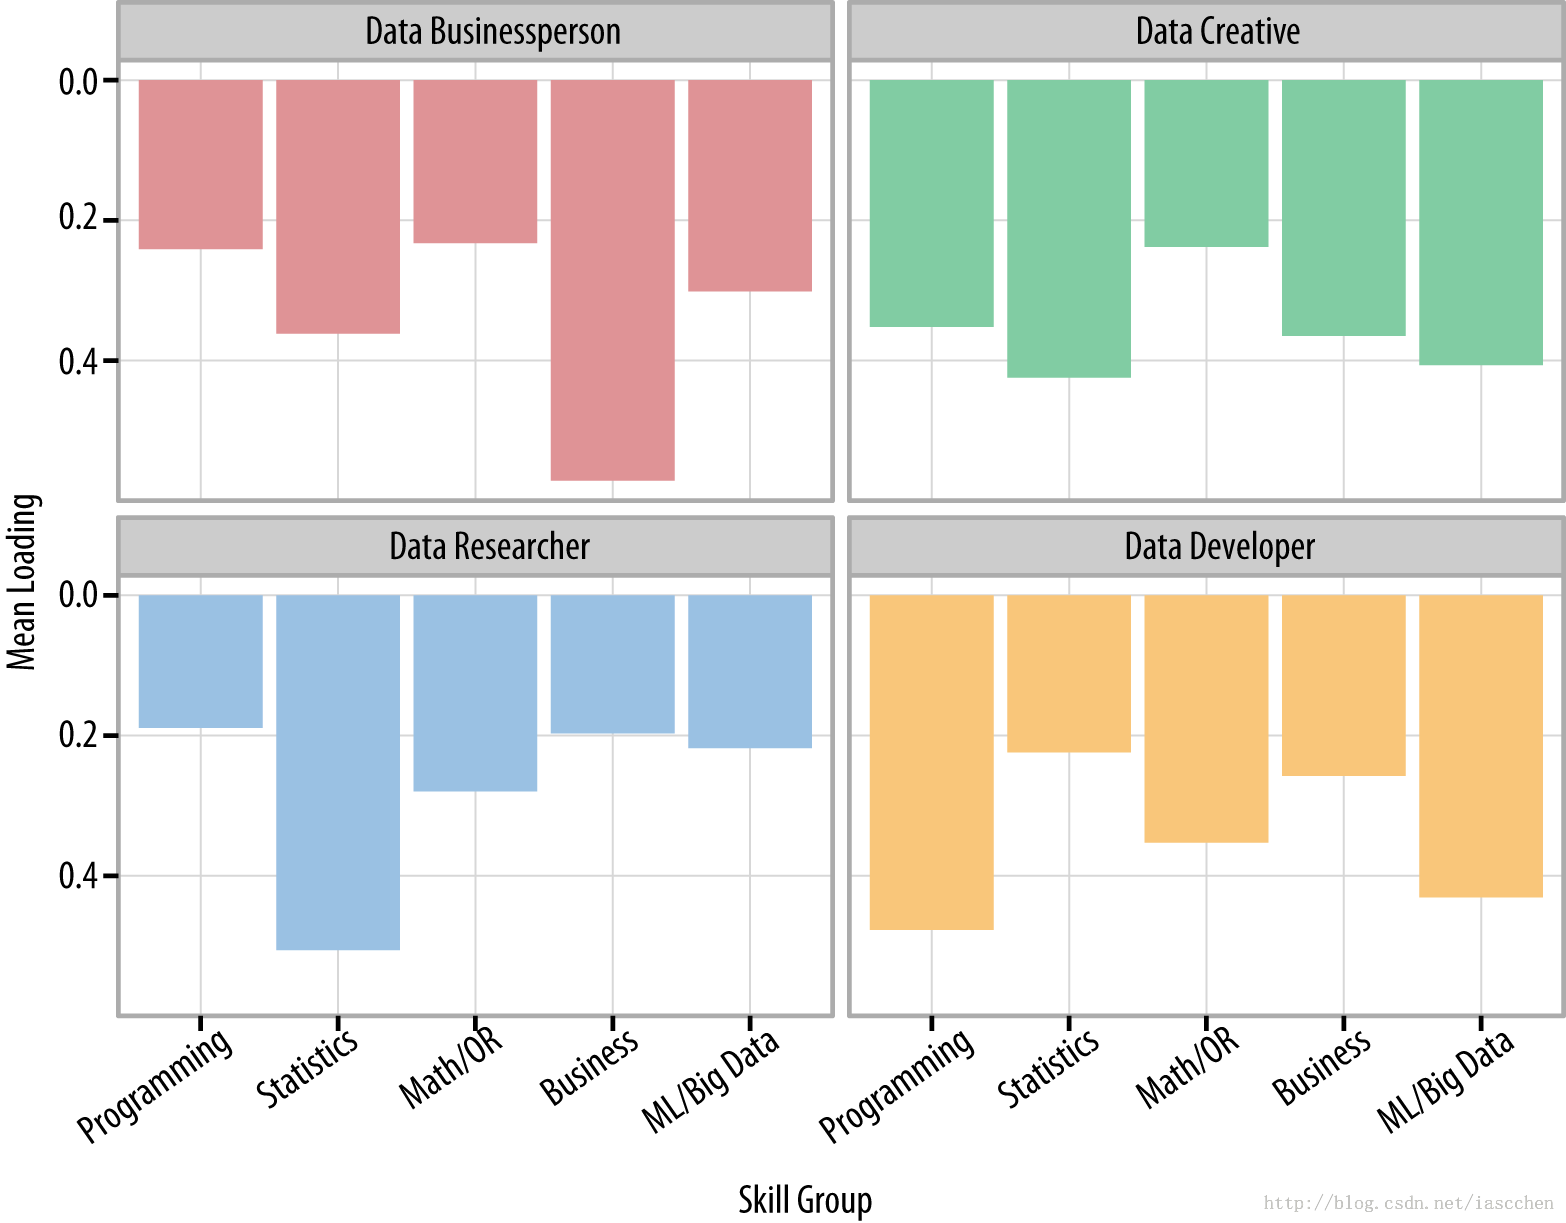 Data Businessperson
Data Creative
0.0
0.2
0.4
Mean Loading
Data Researcher
Data Developer
0.0
0.2
0.4
Programming
Statistics
Math/OR
Business
ML/Big Data
Programming
Statistics
Math/OR
Business
ML/Big Data
Skill Group
http://blog.csdn.net/iascchen